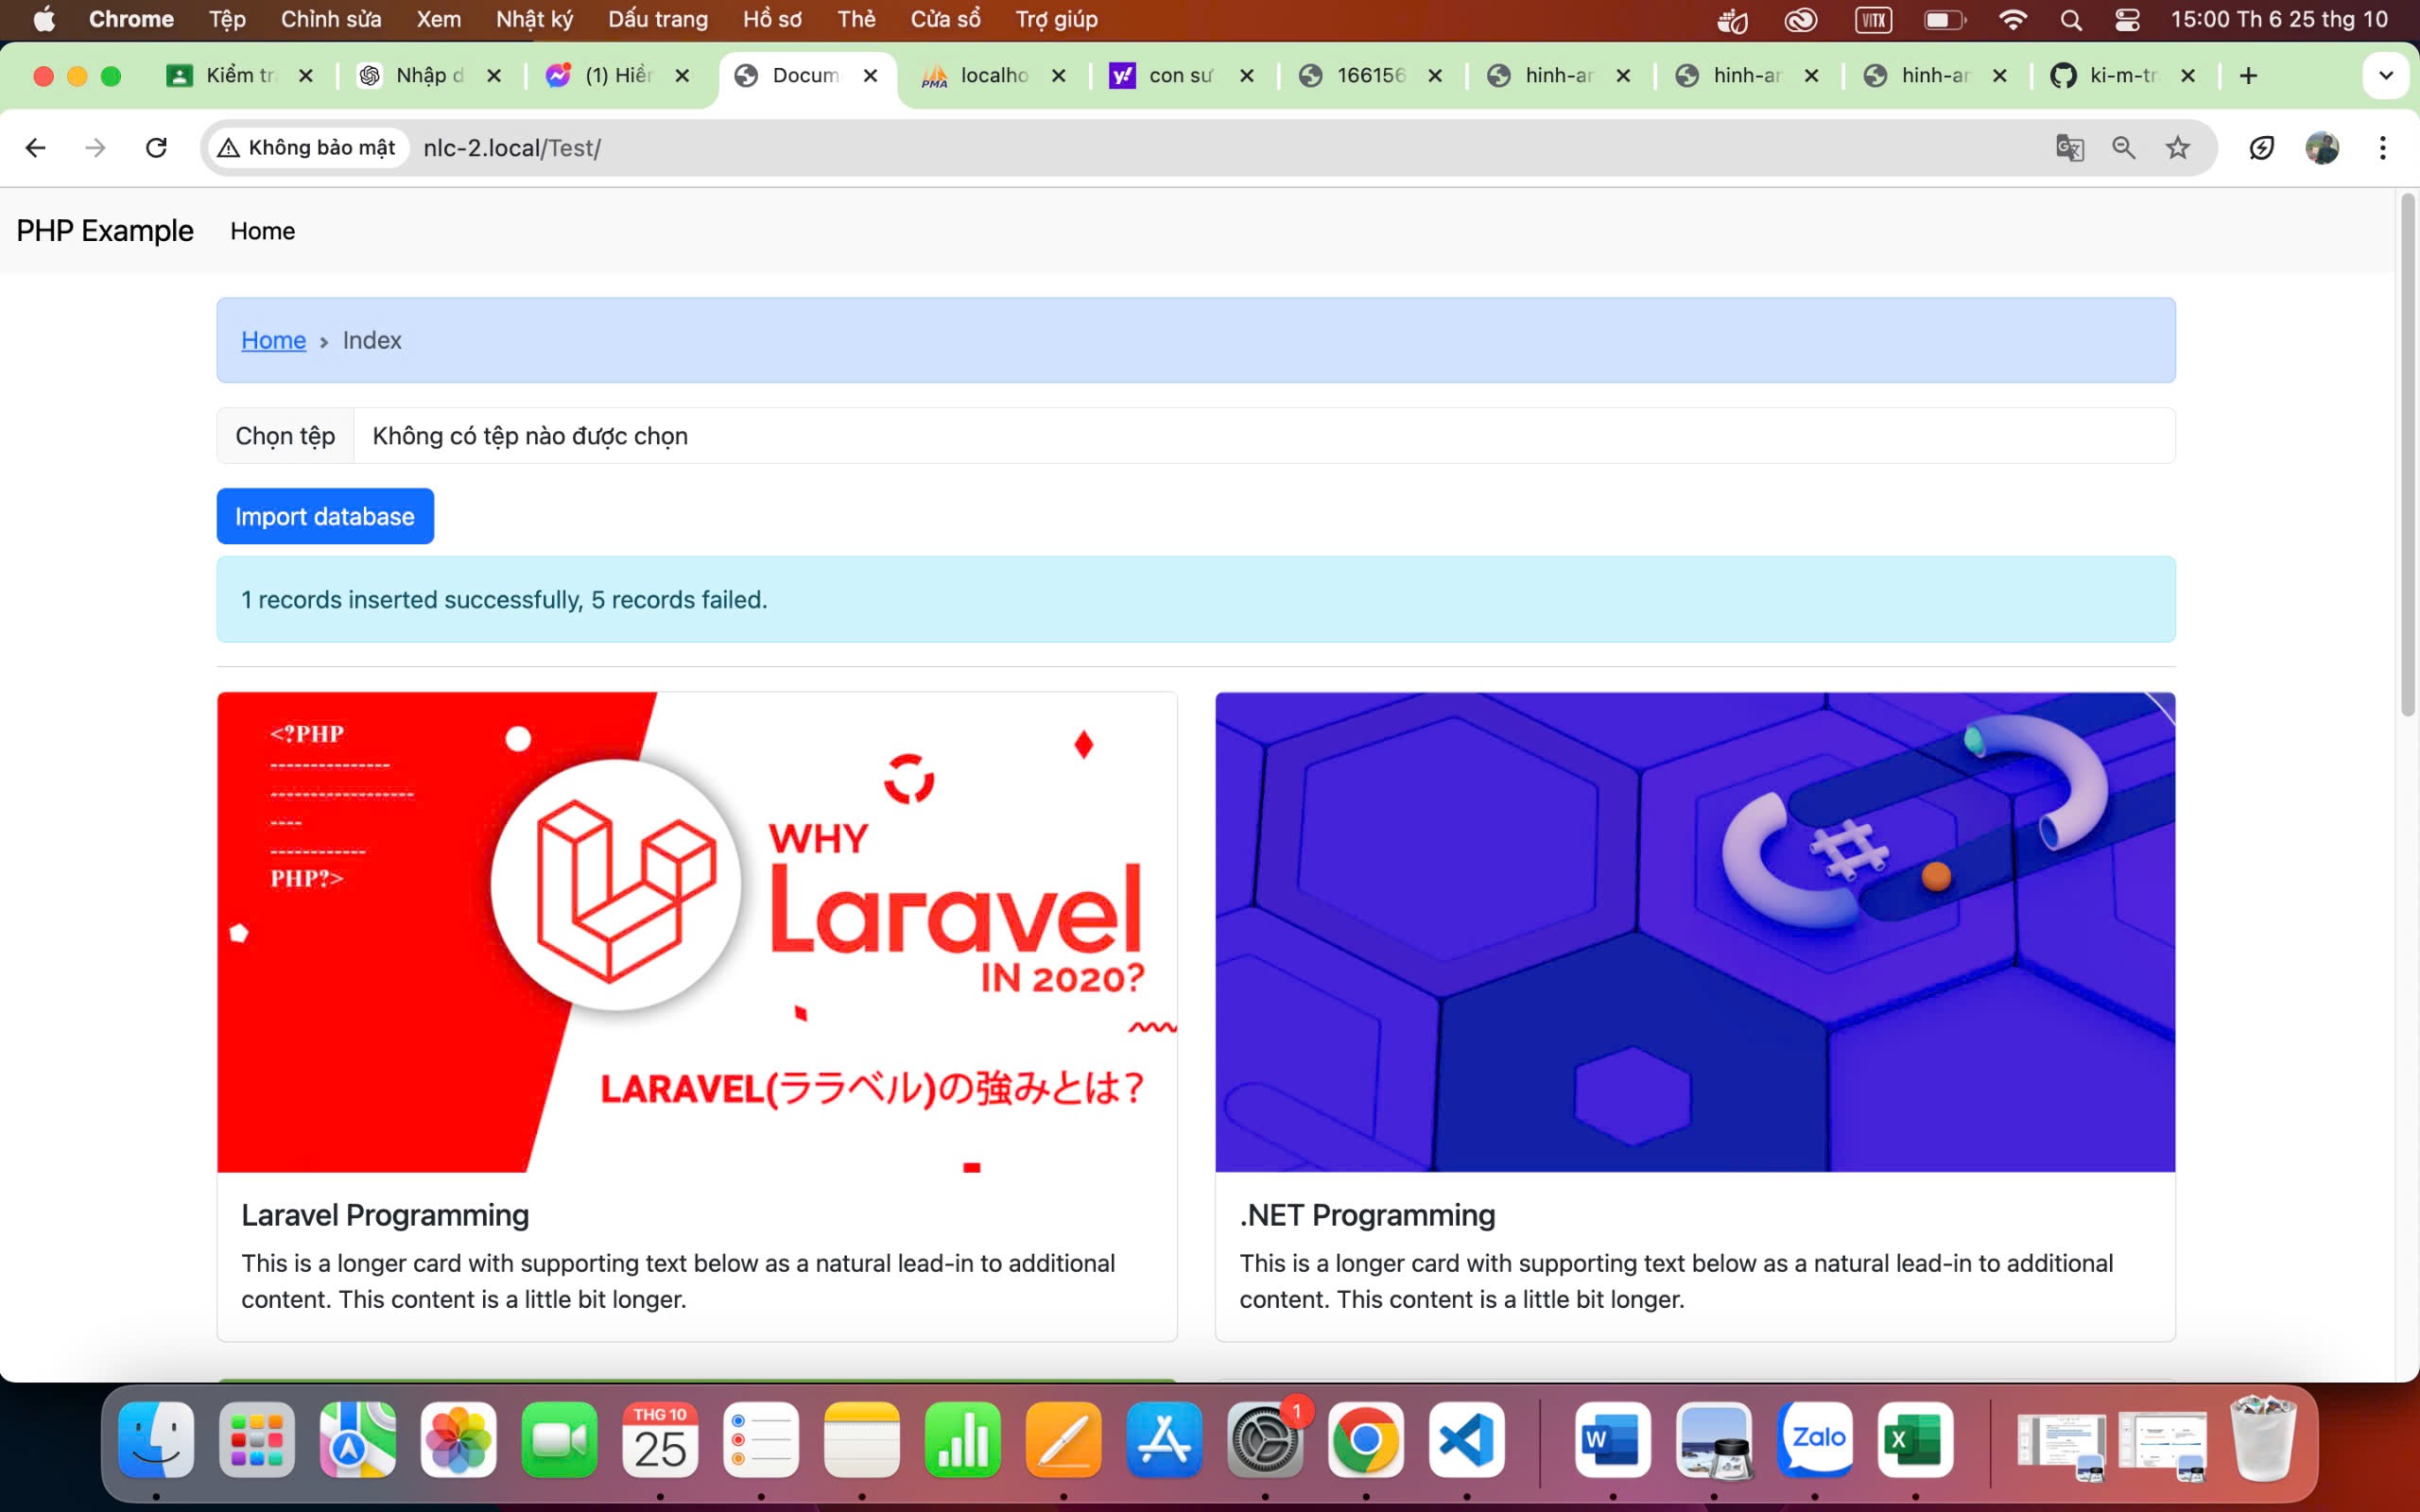 Chrome Tệp Chỉnh sửa Xem Nhật ký Dấu trang Hồ sơ Thẻ Cửa sổ Trợ giúp VITX 15:00 Th 6 25 thg 10
Kiểm tr Nhập d (1) Hiền Docum localho con sư 166156 hinh-ar hinh-ar hinh-ar ki-m-tr
PMA y!
Không bảo mật nlc-2.local/Test/
PHP Example Home
Home › Index
Chọn tệp Không có tệp nào được chọn
Import database
1 records inserted successfully, 5 records failed.
<?PHP
---------------
------------------
----
------------
PHP?>
WHY
Laravel
IN 2020?
LARAVEL(ララベル)の強みとは?
Laravel Programming
This is a longer card with supporting text below as a natural lead-in to additional
content. This content is a little bit longer.
.NET Programming
This is a longer card with supporting text below as a natural lead-in to additional
content. This content is a little bit longer.
THG 10
25
1
W
Zalo
X